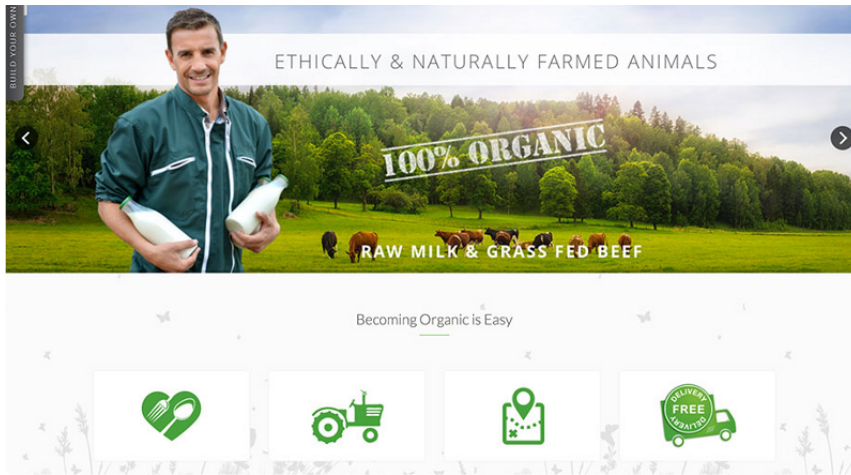 BUILD YOUR OWN
ETHICALLY & NATURALLY FARMED ANIMALS
100% ORGANIC
RAW MILK & GRASS FED BEEF
Becoming Organic is Easy
DELIVERY
FREE
DELIVERY